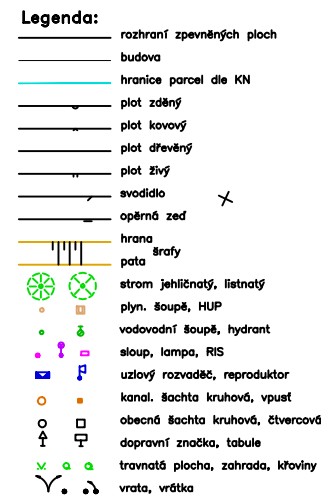 Legenda:
rozhraní zpevněných ploch
budova
hranice parcel dle KN
plot zděný
plot kovový
plot dřevěný
plot živý
svodidlo
opěrná zeď
hrana
šrafy
pata
strom jehličnatý, listnatý
plyn. šoupě, HUP
vodovodní šoupě, hydrant
sloup, lampa, RIS
uzlový rozvaděč, reproduktor
kanal. šachta kruhová, vpusť
obecná šachta kruhová, čtvercová
dopravní značka, tabule
travnatá plocha, zahrada, křoviny
vrata, vrátka